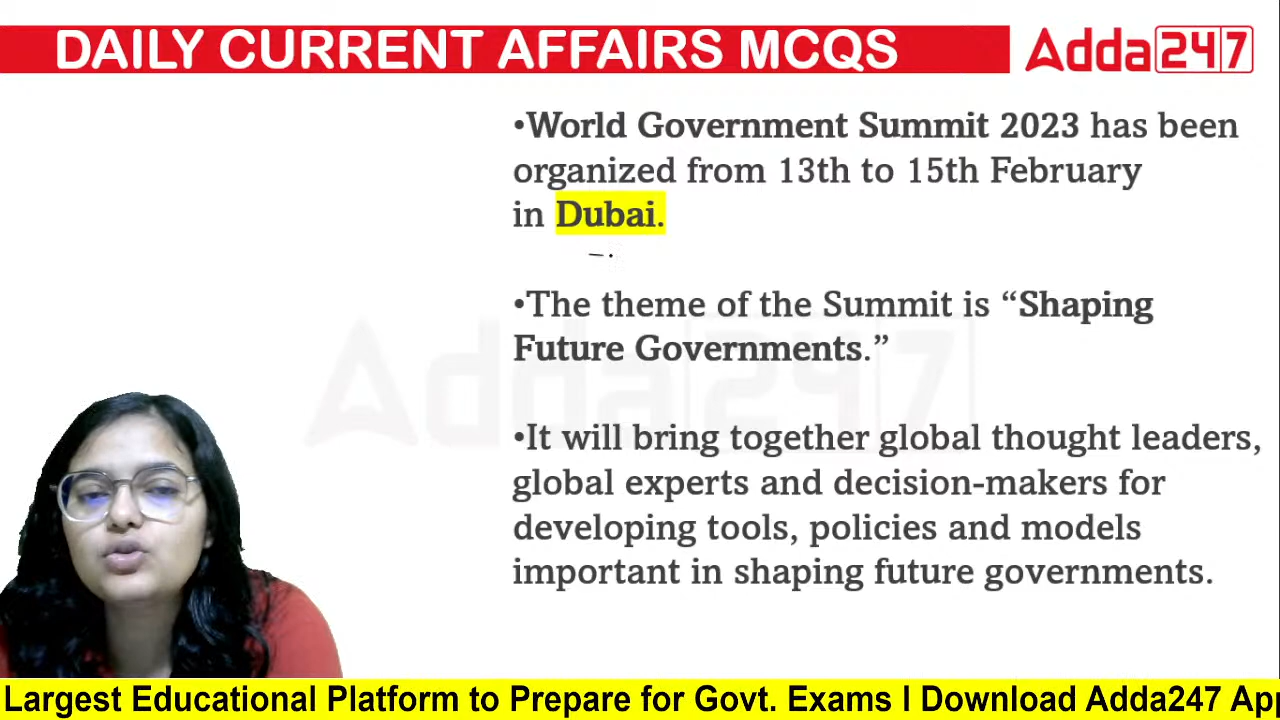 DAILY CURRENT AFFAIRS MCQS
Adda247
•World Government Summit 2023 has been
organized from 13th to 15th February
in Dubai.
•The theme of the Summit is “Shaping
Future Governments.”
•It will bring together global thought leaders,
global experts and decision-makers for
developing tools, policies and models
important in shaping future governments.
Adda247
Largest Educational Platform to Prepare for Govt. Exams I Download Adda247 Ap